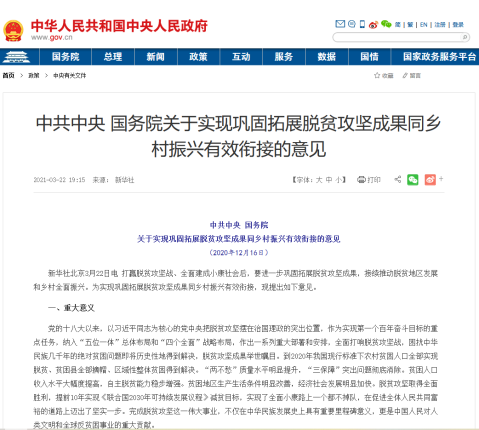 中华人民共和国中央人民政府
www.gov.cn
简 | 繁 | EN | 注册 | 登录
国务院 总理 新闻 政策 互动 服务 数据 国情 国家政务服务平台
首页 > 政策 > 中央有关文件
收藏 留言
中共中央 国务院关于实现巩固拓展脱贫攻坚成果同乡
村振兴有效衔接的意见
2021-03-22 19:15 来源: 新华社 【字体: 大 中 小】 打印
中共中央 国务院
关于实现巩固拓展脱贫攻坚成果同乡村振兴有效衔接的意见
(2020年12月16日)
新华社北京3月22日电 打赢脱贫攻坚战、全面建成小康社会后,要进一步巩固拓展脱贫攻坚成果,接续推动脱贫地区发展
和乡村全面振兴。为实现巩固拓展脱贫攻坚成果同乡村振兴有效衔接,现提出如下意见。
一、重大意义
党的十八大以来,以习近平同志为核心的党中央把脱贫攻坚摆在治国理政的突出位置,作为实现第一个百年奋斗目标的重
点任务,纳入“五位一体”总体布局和“四个全面”战略布局,作出一系列重大部署和安排,全面打响脱贫攻坚战,困扰中华
民族几千年的绝对贫困问题即将历史性地得到解决,脱贫攻坚成果举世瞩目。到2020年我国现行标准下农村贫困人口全部实现
脱贫、贫困县全部摘帽、区域性整体贫困得到解决。“两不愁”质量水平明显提升,“三保障”突出问题彻底消除。贫困人口
收入水平大幅度提高,自主脱贫能力稳步增强。贫困地区生产生活条件明显改善,经济社会发展明显加快。脱贫攻坚取得全面
胜利,提前10年实现《联合国2030年可持续发展议程》减贫目标,实现了全面小康路上一个都不掉队,在促进全体人民共同富
裕的道路上迈出了坚实一步。完成脱贫攻坚这一伟大事业,不仅在中华民族发展史上具有重要里程碑意义,更是中国人民对人
类文明和全球反贫困事业的重大贡献。